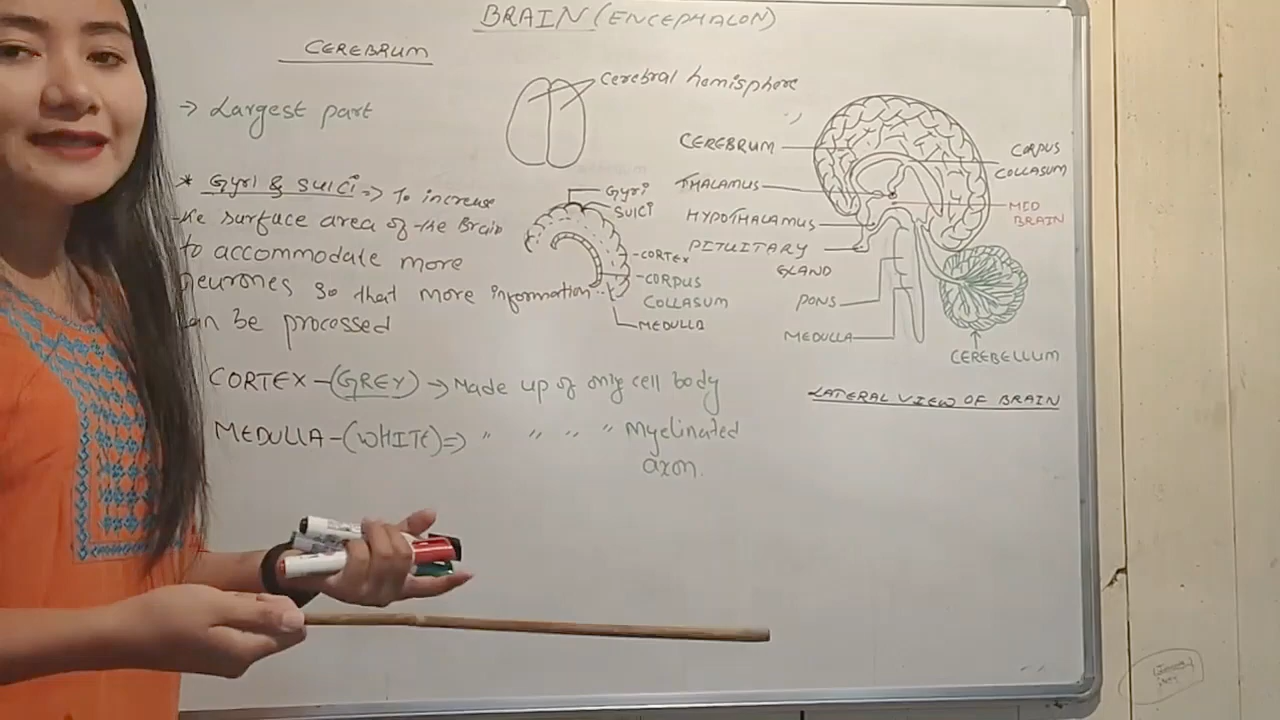 BRAIN (ENCEPHALON)
CEREBRUM
→ Largest part
cerebral hemisphere
* Gyri & sulci => To increase
the surface area of the Brain
to accommodate more
neurones so that more information
can be processed
Gyri
SUlCi
-CORTEX
-CORPUS
COLLASUM
MEDULLA
CEREBRUM
THALAMUS
HYPOTHALAMUS
PITUITARY
GLAND
PONS
MEDULLA
CORPUS
COLLASUM
MID
BRAIN
CEREBELLUM
LATERAL VIEW OF BRAIN
CORTEX-(GREY) → Made up of only cell body
MEDULLA-(WHITE)=> " " " " Myelinated
axon.